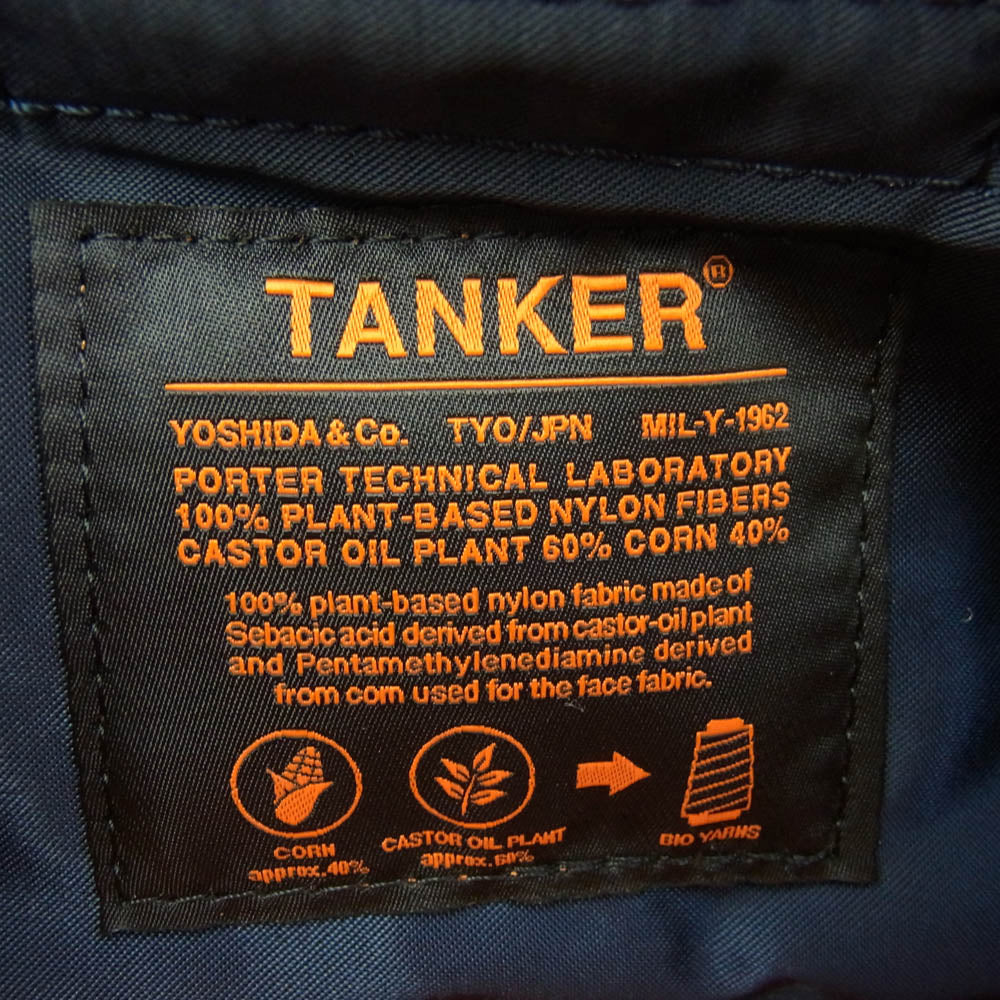 TANKER®
YOSHIDA & Co. TYO/JPN MIL-Y-1962
PORTER TECHNICAL LABORATORY
100% PLANT-BASED NYLON FIBERS
CASTOR OIL PLANT 60% CORN 40%
100% plant-based nylon fabric made of
Sebacic acid derived from castor-oil plant
and Pentamethylenediamine derived
from corn used for the face fabric.
CORN
approx.40%
CASTOR OIL PLANT
approx.60%
BIO YARNS